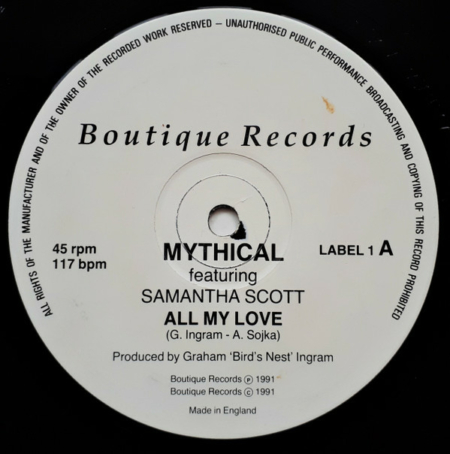 ALL RIGHTS OF THE MANUFACTURER AND OF THE OWNER OF THE RECORDED WORK RESERVED – UNAUTHORISED PUBLIC PERFORMANCE BROADCASTING AND COPYING OF THIS RECORD PROHIBITED
Boutique Records
45 rpm
117 bpm
LABEL 1 A
MYTHICAL
featuring
SAMANTHA SCOTT
ALL MY LOVE
(G. Ingram - A. Sojka)
Produced by Graham ‘Bird’s Nest’ Ingram
Boutique Records ℗ 1991
Boutique Records © 1991
Made in England